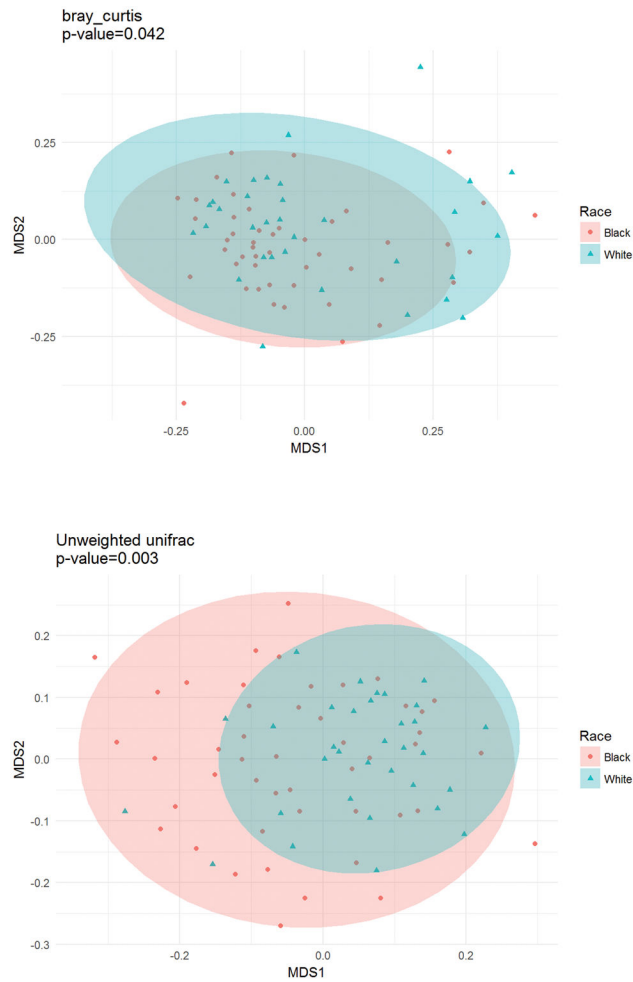 bray_curtis
p-value=0.042
0.25
0.00
-0.25
MDS2
-0.25
0.00
0.25
MDS1
Race
Black
White
Unweighted unifrac
p-value=0.003
0.2
0.1
0.0
-0.1
-0.2
-0.3
MDS2
-0.2
0.0
0.2
MDS1
Race
Black
White